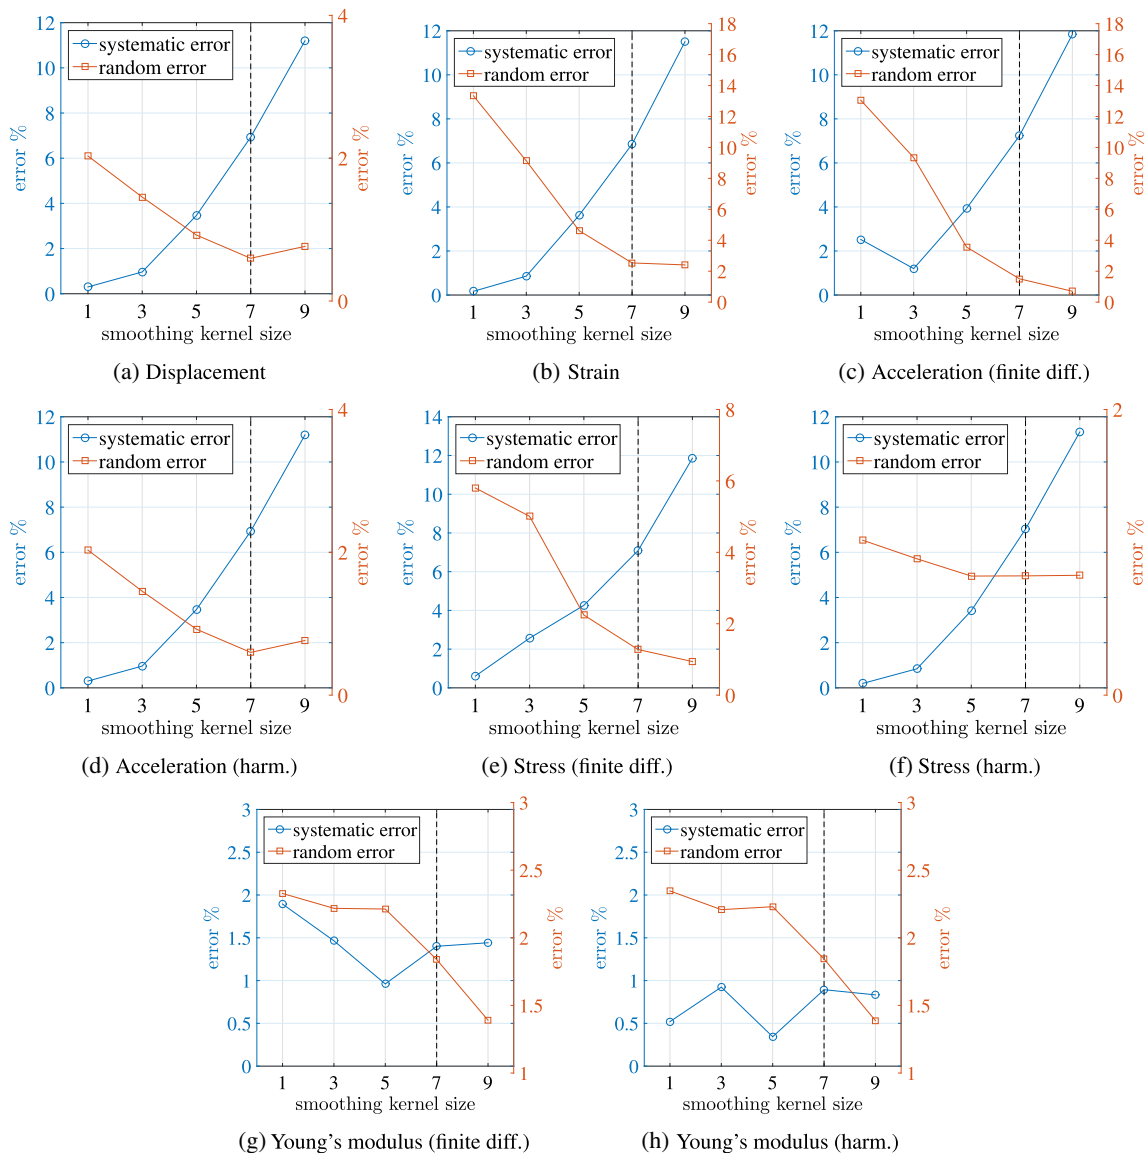 12
10
8
6
4
2
0
error %
systematic error
random error
4
2
0
error %
1 3 5 7 9
smoothing kernel size
(a) Displacement
12
10
8
6
4
2
0
error %
systematic error
random error
18
16
14
12
10
8
6
4
2
0
error %
1 3 5 7 9
smoothing kernel size
(b) Strain
12
10
8
6
4
2
0
error %
systematic error
random error
18
16
14
12
10
8
6
4
2
0
error %
1 3 5 7 9
smoothing kernel size
(c) Acceleration (finite diff.)
12
10
8
6
4
2
0
error %
systematic error
random error
4
2
0
error %
1 3 5 7 9
smoothing kernel size
(d) Acceleration (harm.)
14
12
10
8
6
4
2
0
error %
systematic error
random error
8
6
4
2
0
error %
1 3 5 7 9
smoothing kernel size
(e) Stress (finite diff.)
12
10
8
6
4
2
0
error %
systematic error
random error
2
0
error %
1 3 5 7 9
smoothing kernel size
(f) Stress (harm.)
3
2.5
2
1.5
1
0.5
0
error %
systematic error
random error
3
2.5
2
1.5
1
error %
1 3 5 7 9
smoothing kernel size
(g) Young's modulus (finite diff.)
3
2.5
2
1.5
1
0.5
0
error %
systematic error
random error
3
2.5
2
1.5
1
error %
1 3 5 7 9
smoothing kernel size
(h) Young's modulus (harm.)